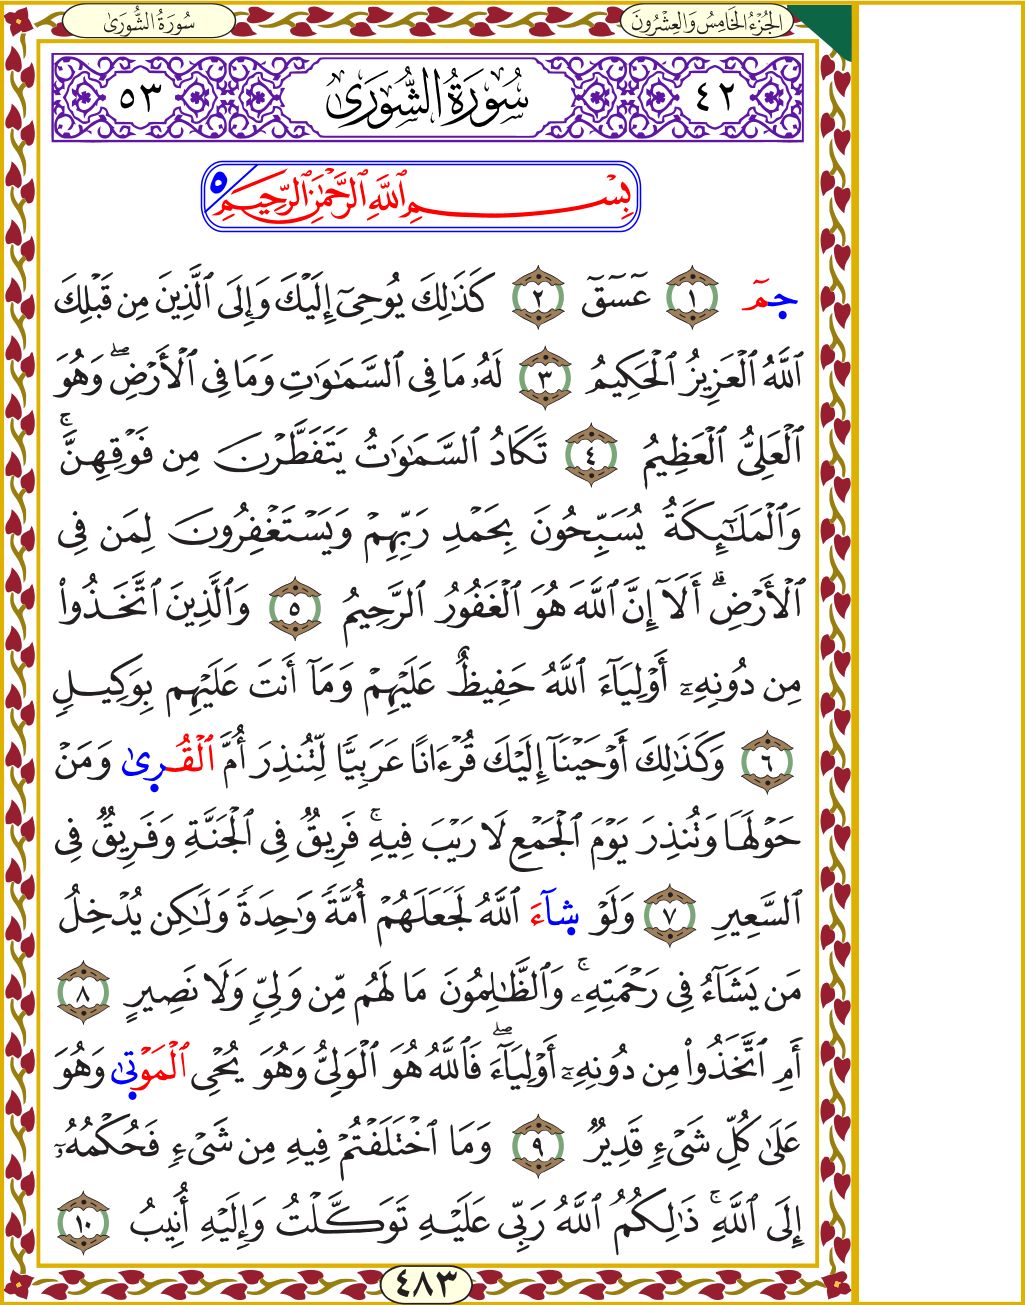 الجُزْءُ الخَامِسُ وَالعِشْرُونَ سُورَةُ الشُّورَىٰ
٤٢ سُورَةُ الشُّورَىٰ ٥٣
بِسْمِ ٱللَّهِ ٱلرَّحْمَٰنِ ٱلرَّحِيمِ ٥
حمٓ ١ عٓسٓقٓ ٢ كَذَٰلِكَ يُوحِىٓ إِلَيْكَ وَإِلَى ٱلَّذِينَ مِن قَبْلِكَ
ٱللَّهُ ٱلْعَزِيزُ ٱلْحَكِيمُ ٣ لَهُۥ مَا فِى ٱلسَّمَٰوَٰتِ وَمَا فِى ٱلْأَرْضِۖ وَهُوَ
ٱلْعَلِىُّ ٱلْعَظِيمُ ٤ تَكَادُ ٱلسَّمَٰوَٰتُ يَتَفَطَّرْنَ مِن فَوْقِهِنَّۚ
وَٱلْمَلَٰٓئِكَةُ يُسَبِّحُونَ بِحَمْدِ رَبِّهِمْ وَيَسْتَغْفِرُونَ لِمَن فِى
ٱلْأَرْضِۗ أَلَآ إِنَّ ٱللَّهَ هُوَ ٱلْغَفُورُ ٱلرَّحِيمُ ٥ وَٱلَّذِينَ ٱتَّخَذُوا۟
مِن دُونِهِۦٓ أَوْلِيَآءَ ٱللَّهُ حَفِيظٌ عَلَيْهِمْ وَمَآ أَنتَ عَلَيْهِم بِوَكِيلٍ
٦ وَكَذَٰلِكَ أَوْحَيْنَآ إِلَيْكَ قُرْءَانًا عَرَبِيًّا لِّتُنذِرَ أُمَّ ٱلْقُرِىٰ وَمَنْ
حَوْلَهَا وَتُنذِرَ يَوْمَ ٱلْجَمْعِ لَا رَيْبَ فِيهِۚ فَرِيقٌ فِى ٱلْجَنَّةِ وَفَرِيقٌ فِى
ٱلسَّعِيرِ ٧ وَلَوْ شَآءَ ٱللَّهُ لَجَعَلَهُمْ أُمَّةً وَٰحِدَةً وَلَٰكِن يُدْخِلُ
مَن يَشَآءُ فِى رَحْمَتِهِۦۚ وَٱلظَّٰلِمُونَ مَا لَهُم مِّن وَلِىٍّ وَلَا نَصِيرٍ ٨
أَمِ ٱتَّخَذُوا۟ مِن دُونِهِۦٓ أَوْلِيَآءَۖ فَٱللَّهُ هُوَ ٱلْوَلِىُّ وَهُوَ يُحْىِ ٱلْمَوْتِىٰ وَهُوَ
عَلَىٰ كُلِّ شَىْءٍ قَدِيرٌ ٩ وَمَا ٱخْتَلَفْتُمْ فِيهِ مِن شَىْءٍ فَحُكْمُهُۥٓ
إِلَى ٱللَّهِۚ ذَٰلِكُمُ ٱللَّهُ رَبِّى عَلَيْهِ تَوَكَّلْتُ وَإِلَيْهِ أُنِيبُ ١٠
٤٨٣